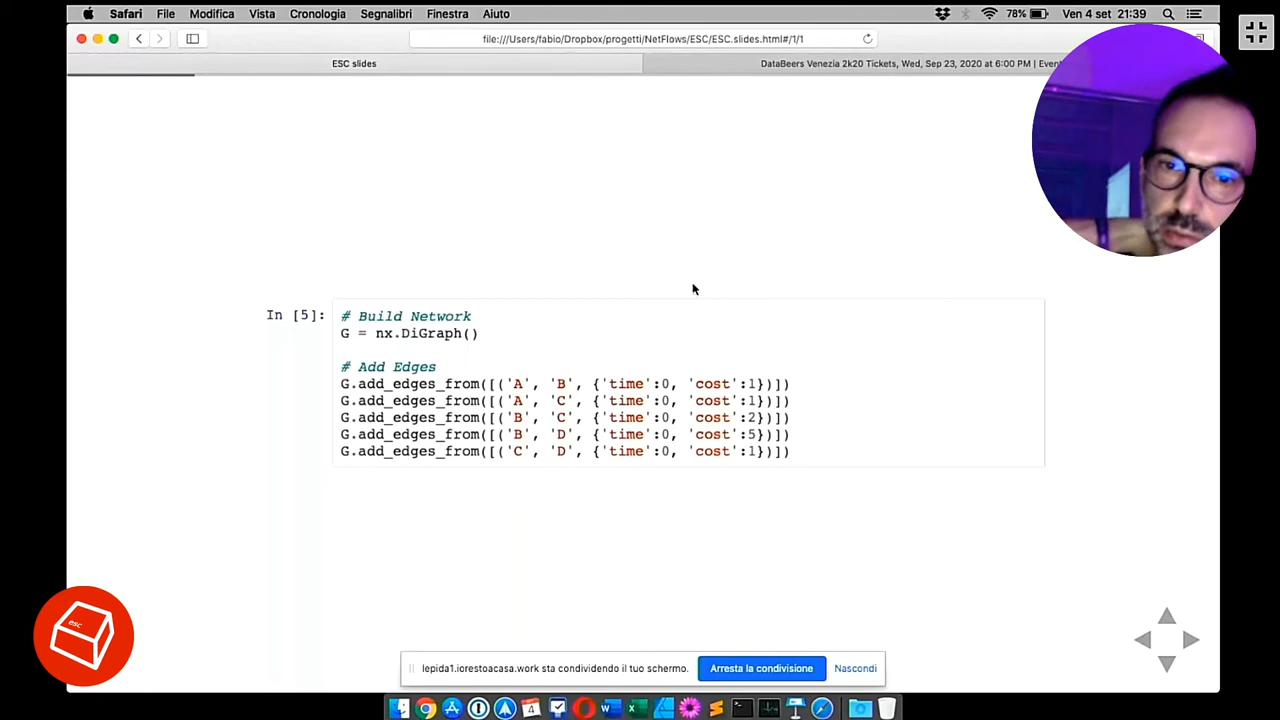 Safari File Modifica Vista Cronologia Segnalibri Finestra Aiuto 78% Ven 4 set 21:39
file:///Users/fabio/Dropbox/progetti/NetFlows/ESC/ESC.slides.html#/1/1
ESC slides DataBeers Venezia 2k20 Tickets, Wed, Sep 23, 2020 at 6:00 PM |
In [5]: # Build Network
G = nx.DiGraph()
# Add Edges
G.add_edges_from([('A', 'B', {'time':0, 'cost':1})])
G.add_edges_from([('A', 'C', {'time':0, 'cost':1})])
G.add_edges_from([('B', 'C', {'time':0, 'cost':2})])
G.add_edges_from([('B', 'D', {'time':0, 'cost':5})])
G.add_edges_from([('C', 'D', {'time':0, 'cost':1})])
esc
lepida1.iorestoacasa.work sta condividendo il tuo schermo. Arresta la condivisione Nascondi
4